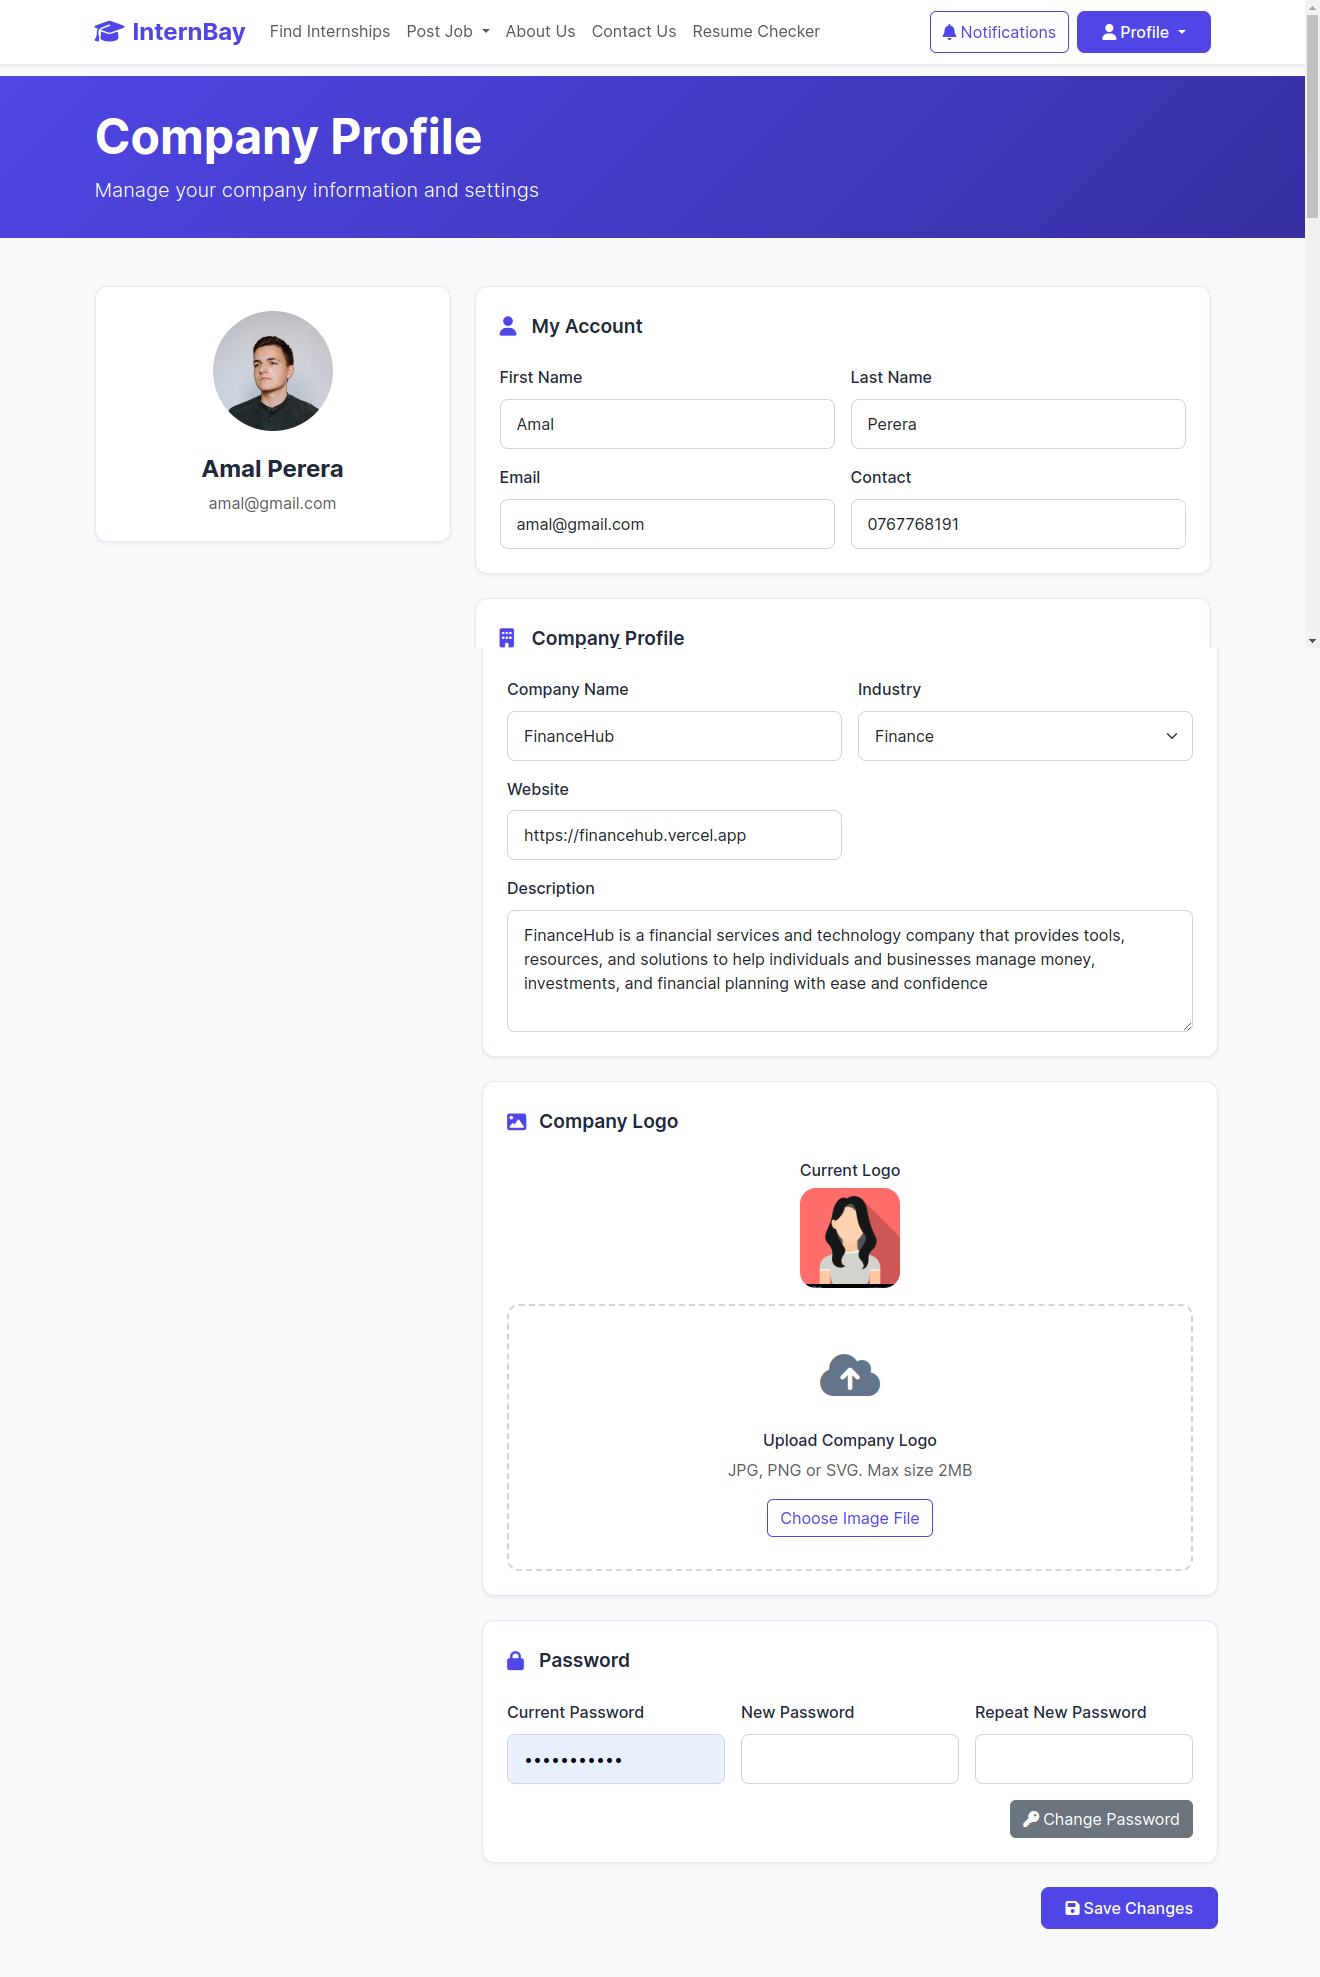 InternBay Find Internships Post Job About Us Contact Us Resume Checker Notifications Profile
Company Profile
Manage your company information and settings
Amal Perera
amal@gmail.com
My Account
First Name Last Name
Amal Perera
Email Contact
amal@gmail.com 0767768191
Company Profile
Company Name Industry
FinanceHub Finance
Website
https://financehub.vercel.app
Description
FinanceHub is a financial services and technology company that provides tools,
resources, and solutions to help individuals and businesses manage money,
investments, and financial planning with ease and confidence
Company Logo
Current Logo
Upload Company Logo
JPG, PNG or SVG. Max size 2MB
Choose Image File
Password
Current Password New Password Repeat New Password
•••••••••••
Change Password
Save Changes